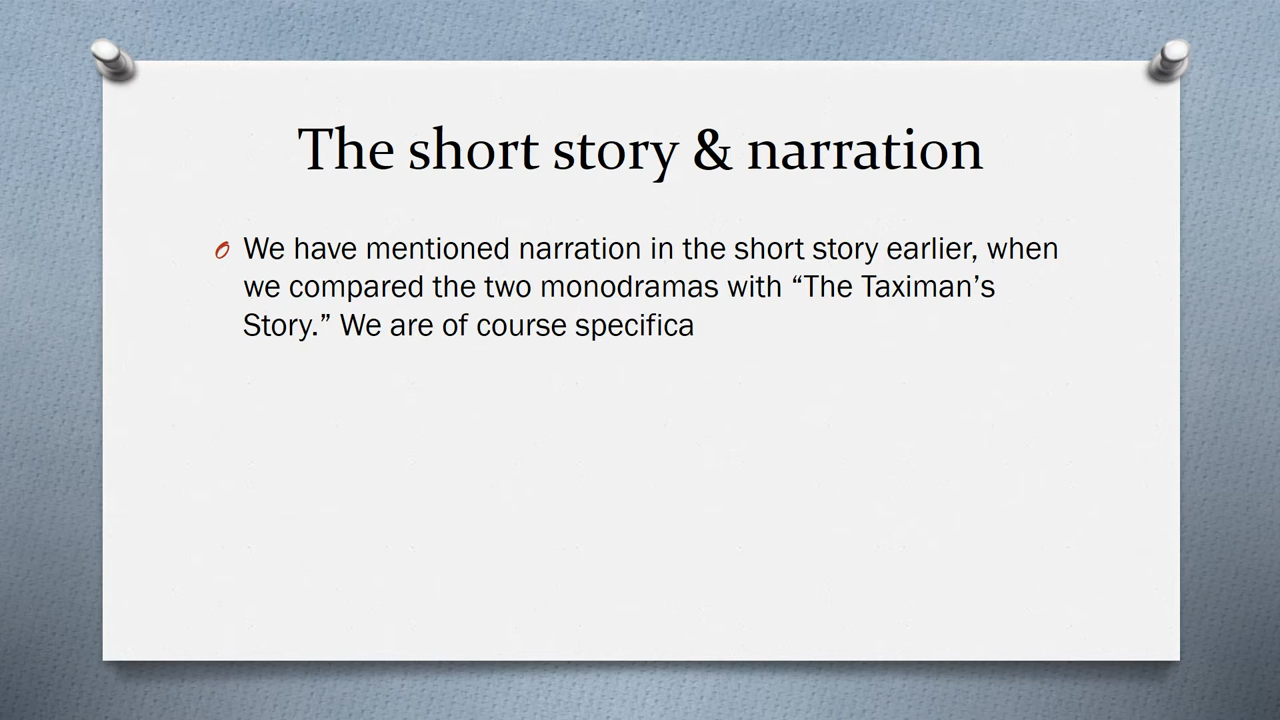 The short story & narration
We have mentioned narration in the short story earlier, when
we compared the two monodramas with “The Taximan’s
Story.” We are of course specifica